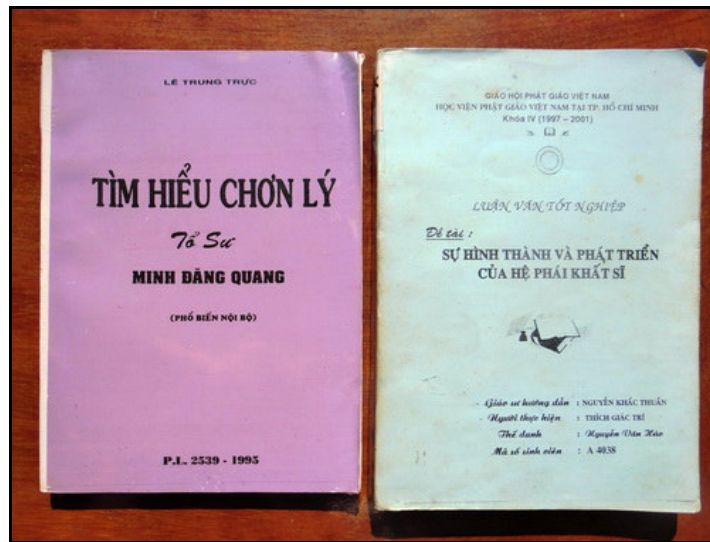 LÊ TRUNG TRỰC
TÌM HIỂU CHƠN LÝ
Tổ Sư
MINH ĐĂNG QUANG
(PHỔ BIẾN NỘI BỘ)
P.L. 2539 - 1995
GIÁO HỘI PHẬT GIÁO VIỆT NAM
HỌC VIỆN PHẬT GIÁO VIỆT NAM TẠI TP. HỒ CHÍ MINH
Khóa IV (1997 – 2001)
LUẬN VĂN TỐT NGHIỆP
Đề tài :
SỰ HÌNH THÀNH VÀ PHÁT TRIỂN
CỦA HỆ PHÁI KHẤT SĨ
- Giáo sư hướng dẫn : NGUYỄN KHẮC THUẦN
- Người thực hiện : THÍCH GIÁC TRÍ
Thế danh : Nguyễn Văn
Mã số sinh viên : A 4038